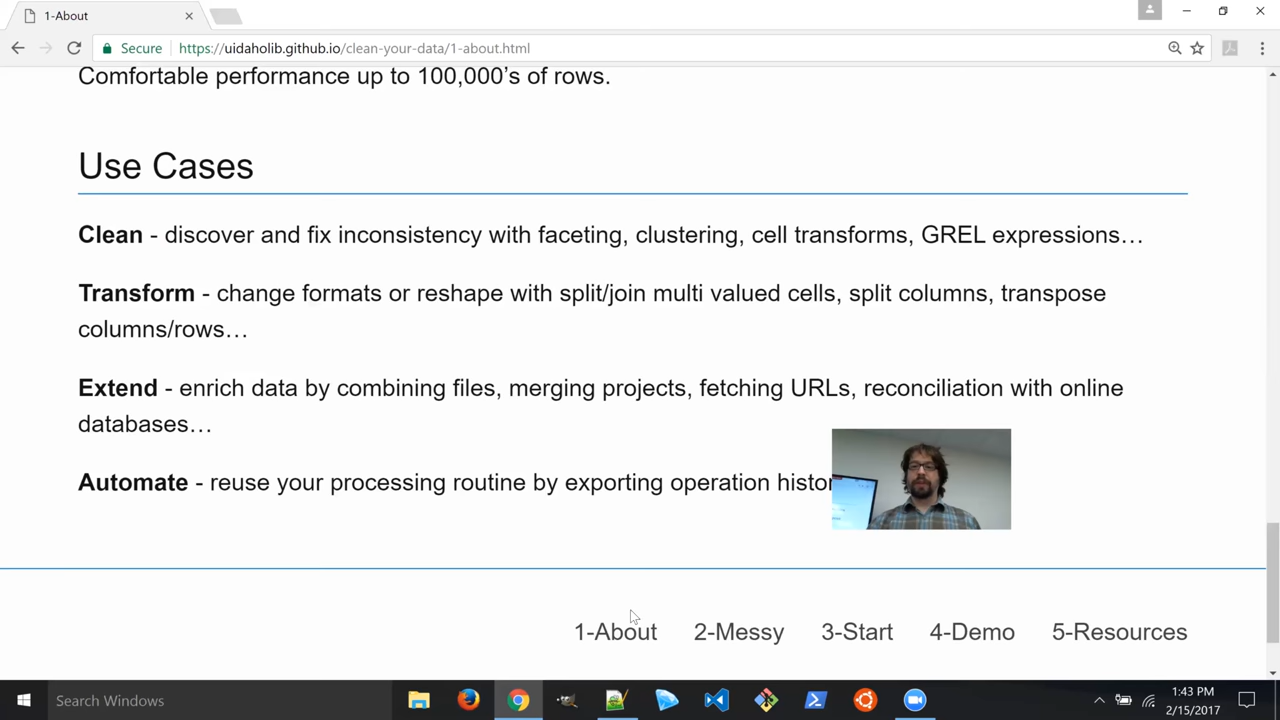 1-About
Secure
https://uidaholib.github.io/clean-your-data/1-about.html
Comfortable performance up to 100,000's of rows.
Use Cases
Clean - discover and fix inconsistency with faceting, clustering, cell transforms, GREL expressions…
Transform - change formats or reshape with split/join multi valued cells, split columns, transpose
columns/rows…
Extend - enrich data by combining files, merging projects, fetching URLs, reconciliation with online
databases…
Automate - reuse your processing routine by exporting operation
1-About 2-Messy 3-Start 4-Demo 5-Resources
Search Windows
1:43 PM
2/15/2017